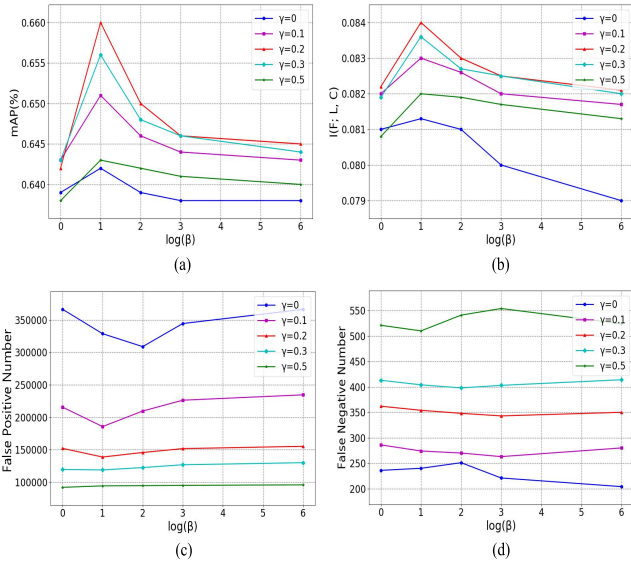 mAP(%)
0.660
0.655
0.650
0.645
0.640
0 1 2 3 4 5 6
log(β)
γ=0
γ=0.1
γ=0.2
γ=0.3
γ=0.5
(a)
I(F; L, C)
0.084
0.083
0.082
0.081
0.080
0.079
0 1 2 3 4 5 6
log(β)
γ=0
γ=0.1
γ=0.2
γ=0.3
γ=0.5
(b)
False Positive Number
350000
300000
250000
200000
150000
100000
0 1 2 3 4 5 6
log(β)
γ=0
γ=0.1
γ=0.2
γ=0.3
γ=0.5
(c)
False Negative Number
550
500
450
400
350
300
250
200
0 1 2 3 4 5 6
log(β)
γ=0
γ=0.1
γ=0.2
γ=0.3
γ=0.5
(d)